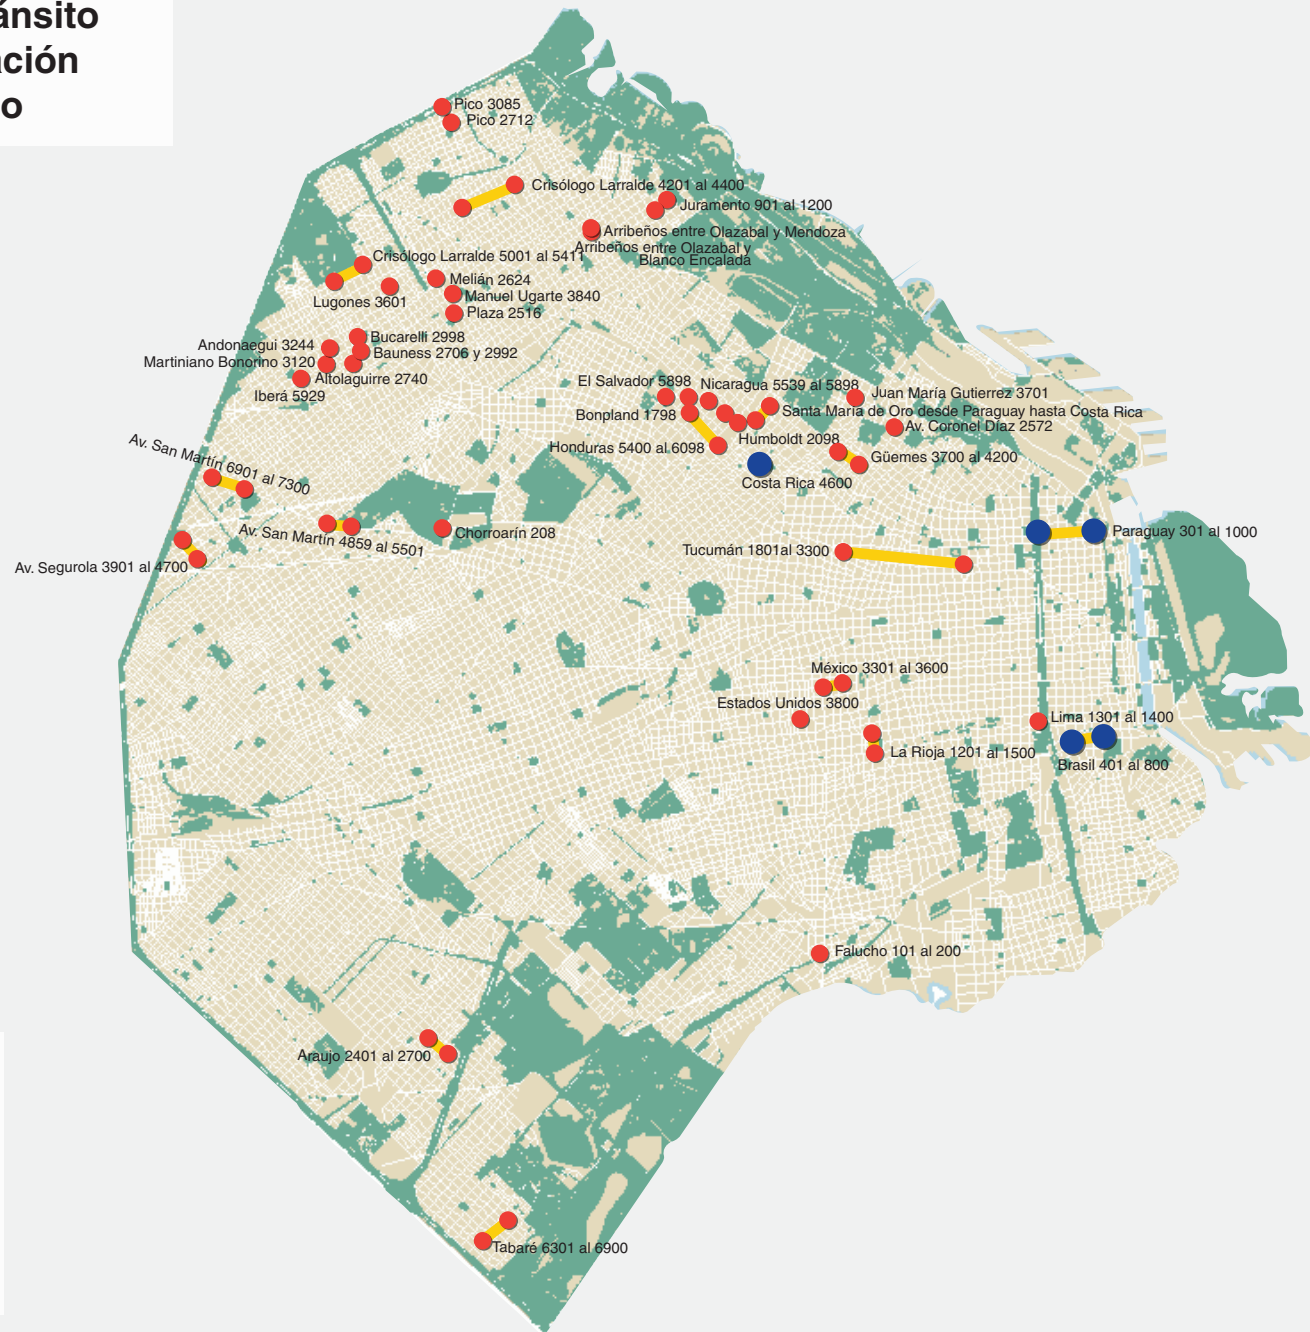 ánsito
ación
o
Pico 3085
Pico 2712
Crisólogo Larralde 4201 al 4400
Juramento 901 al 1200
Arribeños entre Olazabal y Mendoza
Arribeños entre Olazabal y
Blanco Encalada
Crisólogo Larralde 5001 al 5411
Melián 2624
Manuel Ugarte 3840
Lugones 3601
Plaza 2516
Bucarelli 2998
Andonaegui 3244
Bauness 2706 y 2992
Martiniano Bonorino 3120
Altolaguirre 2740
Iberá 5929
El Salvador 5898
Nicaragua 5539 al 5898
Juan María Gutierrez 3701
Bonpland 1798
Santa María de Oro desde Paraguay hasta Costa Rica
Av. Coronel Díaz 2572
Humboldt 2098
Honduras 5400 al 6098
Güemes 3700 al 4200
Costa Rica 4600
Av. San Martín 6901 al 7300
Av. San Martín 4859 al 5501
Chorroarín 208
Paraguay 301 al 1000
Tucumán 1801al 3300
Av. Segurola 3901 al 4700
México 3301 al 3600
Estados Unidos 3800
Lima 1301 al 1400
La Rioja 1201 al 1500
Brasil 401 al 800
Falucho 101 al 200
Araujo 2401 al 2700
Tabaré 6301 al 6900